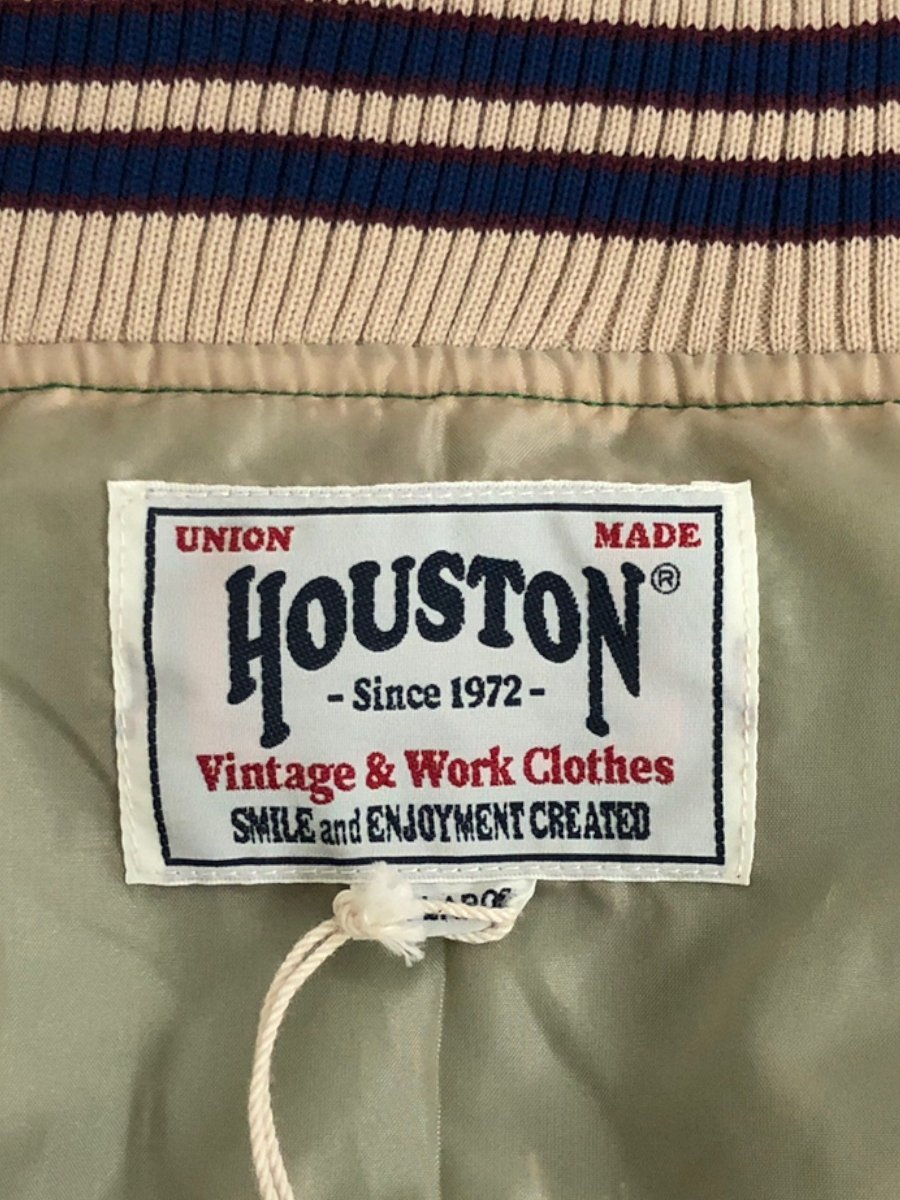 UNION MADE
HOUSTON®
- Since 1972 -
Vintage & Work Clothes
SMILE and ENJOYMENT CREATED